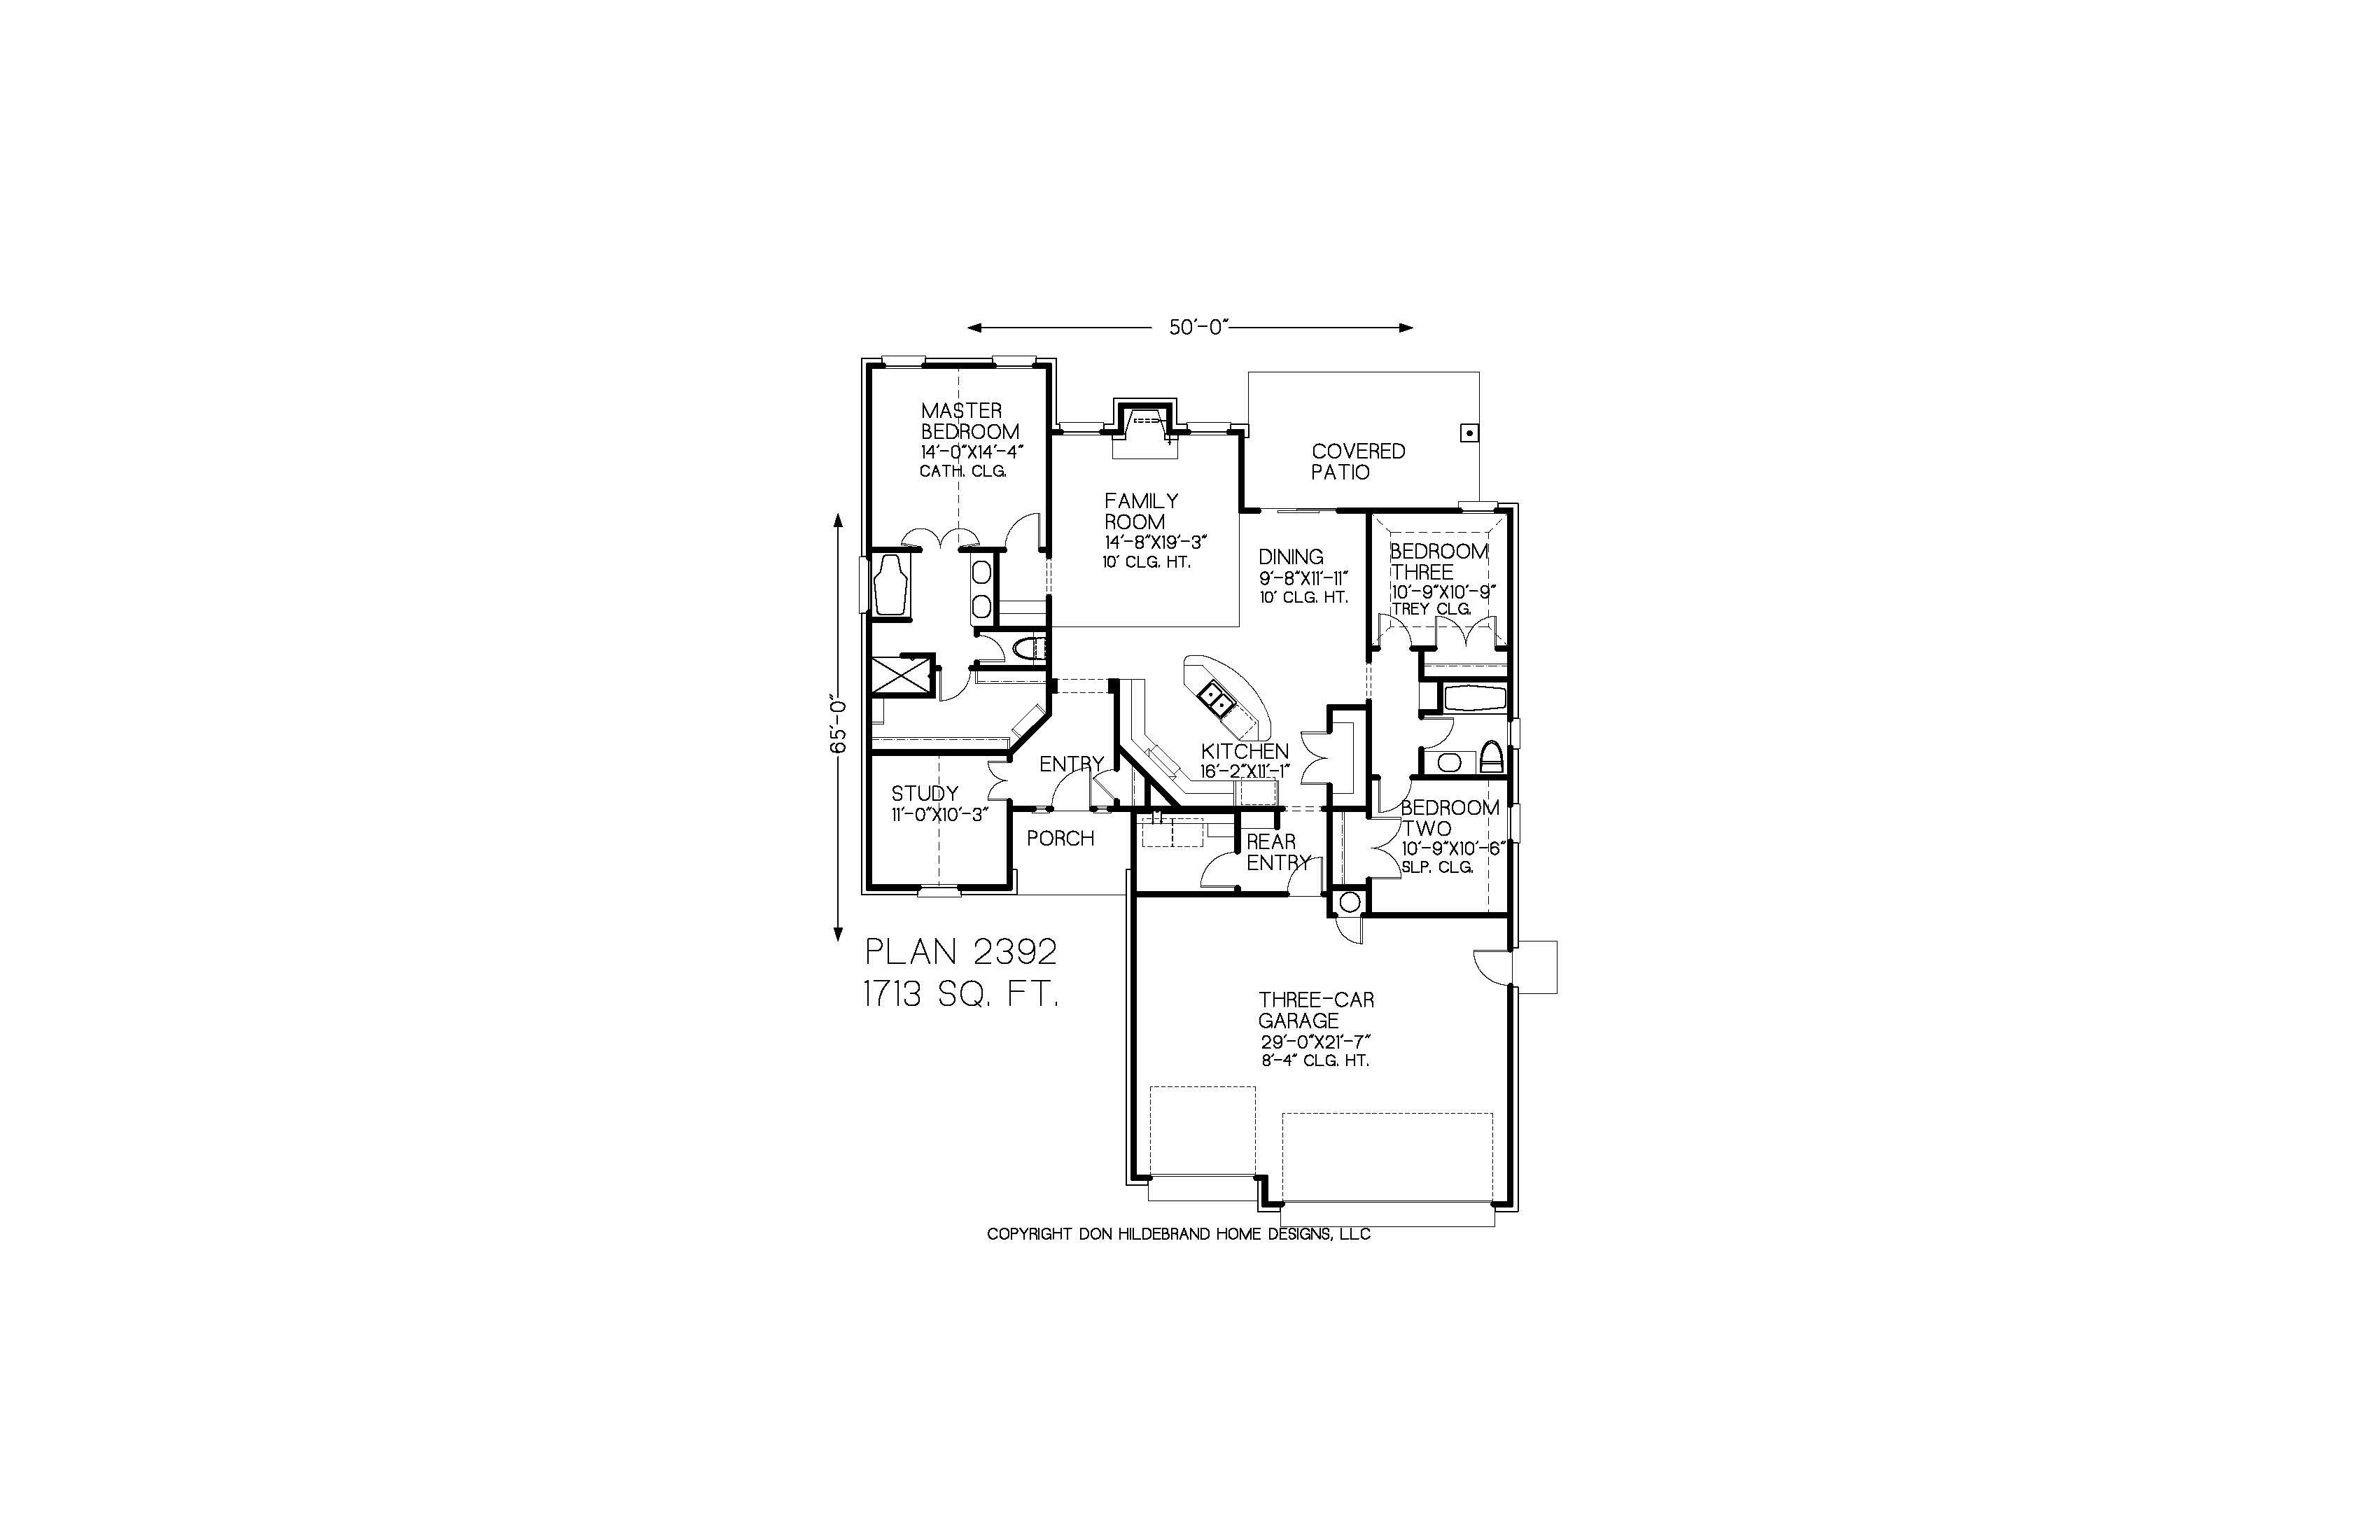 50'-0"
MASTER
BEDROOM
14'-0"X14'-4"
CATH. CLG.
COVERED
PATIO
FAMILY
ROOM
14'-8"X19'-3"
10' CLG. HT.
DINING
9'-8"X11'-11"
10' CLG. HT.
BEDROOM
THREE
10'-9"X10'-9"
TREY CLG.
65'-0"
KITCHEN
16'-2"X11'-1"
ENTRY
STUDY
11'-0"X10'-3"
PORCH
REAR
ENTRY
BEDROOM
TWO
10'-9"X10'-6"
SLP. CLG.
PLAN 2392
1713 SQ. FT.
THREE-CAR
GARAGE
29'-0"X21'-7"
8'-4" CLG. HT.
COPYRIGHT DON HILDEBRAND HOME DESIGNS, LLC